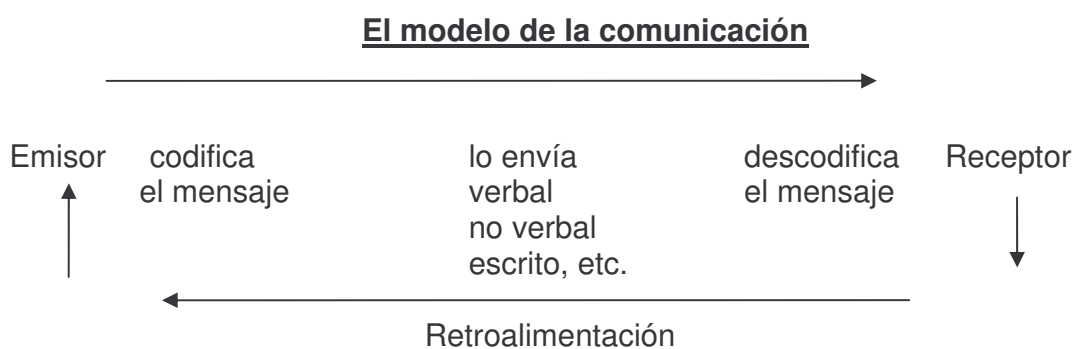 El modelo de la comunicación
Emisor codifica lo envía descodifica Receptor
el mensaje verbal el mensaje
no verbal
escrito, etc.
Retroalimentación